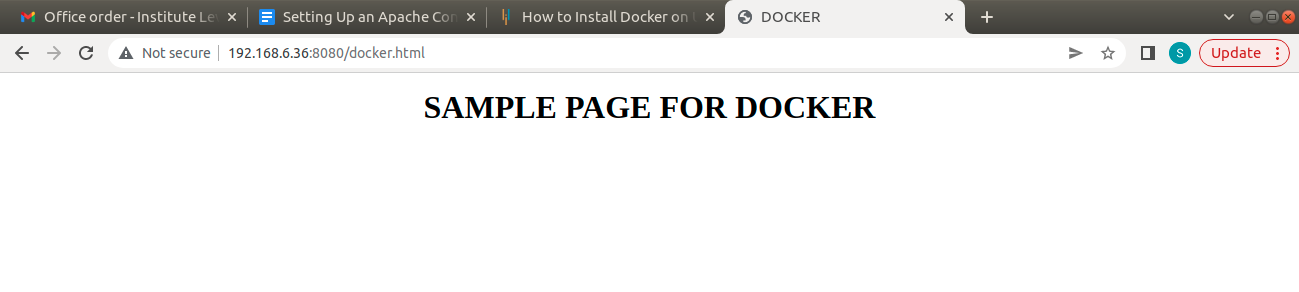 Office order - Institute Le
Setting Up an Apache Con
How to Install Docker on
DOCKER
Not secure
192.168.6.36:8080/docker.html
S
Update
SAMPLE PAGE FOR DOCKER